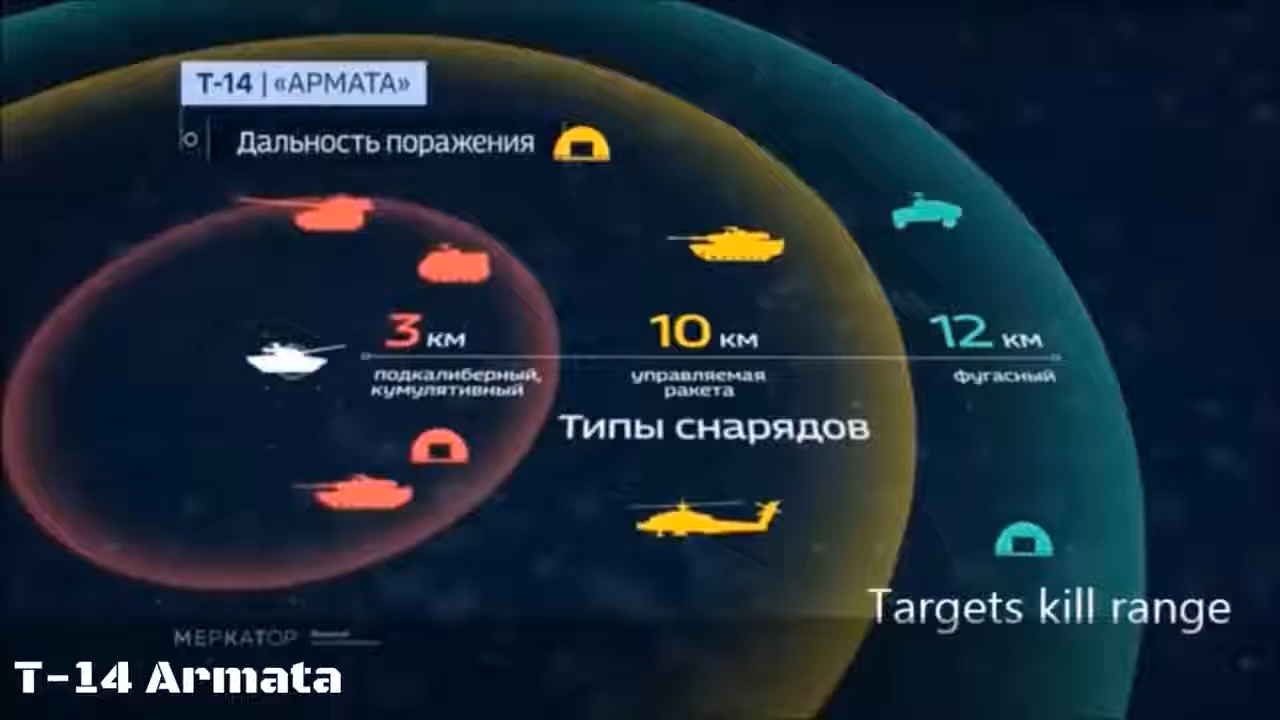 Т-14 | «АРМАТА»
Дальность поражения
3 км
10 км
12 км
подкалиберный,
кумулятивный
управляемая
ракета
фугасный
Типы снарядов
Targets kill range
МЕРКАТОР
T-14 Armata